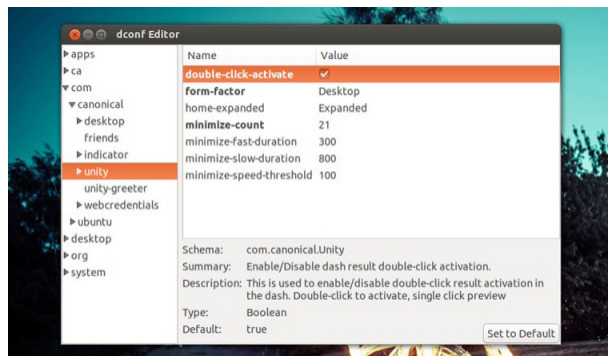 dconf Editor
apps
ca
com
canonical
desktop
friends
indicator
unity
unity-greeter
webcredentials
ubuntu
desktop
org
system
Name Value
double-click-activate
form-factor Desktop
home-expanded Expanded
minimize-count 21
minimize-fast-duration 300
minimize-slow-duration 800
minimize-speed-threshold 100
Schema: com.canonical.Unity
Summary: Enable/Disable dash result double-click activation.
Description: This is used to enable/disable double-click result activation in
the dash. Double-click to activate, single click preview
Type: Boolean
Default: true
Set to Default